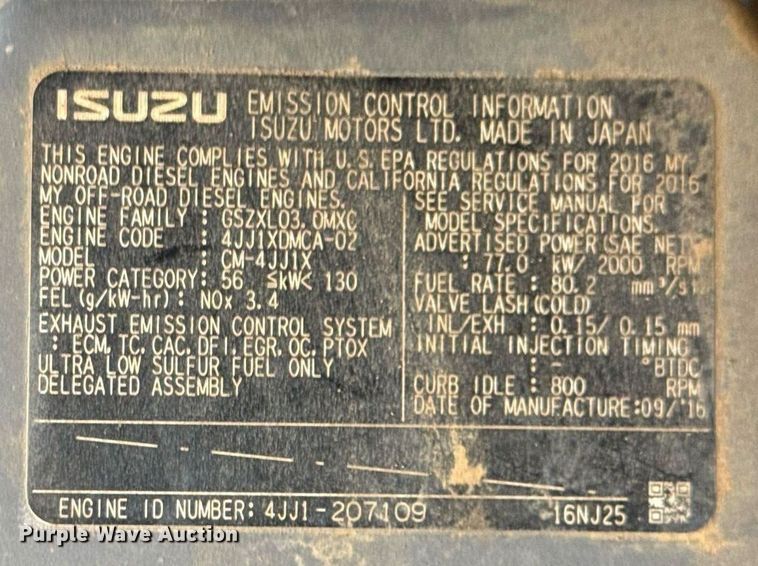 ISUZU EMISSION CONTROL INFORMATION
ISUZU MOTORS LTD. MADE IN JAPAN
THIS ENGINE COMPLIES WITH U.S.EPA REGULATIONS FOR 2016 MY
NONROAD DIESEL ENGINES AND CALIFORNIA REGULATIONS FOR 2016
MY OFF-ROAD DIESEL ENGINES.
ENGINE FAMILY : GSZXL03.0MXC
ENGINE CODE : 4JJ1XDMCA-02
MODEL : CM-4JJ1X
POWER CATEGORY: 56 ≦kW< 130
FEL(g/kW-hr): NOx 3.4
EXHAUST EMISSION CONTROL SYSTEM
: ECM,TC,CAC,DFI,EGR,OC,PTOX
ULTRA LOW SULFUR FUEL ONLY
DELEGATED ASSEMBLY
SEE SERVICE MANUAL FOR
MODEL SPECIFICATIONS.
ADVERTISED POWER(SAE NET)
: 77.0 kW/ 2000 RPM
FUEL RATE : 80.2 mm³/st
VALVE LASH(COLD)
INL/EXH : 0.15/ 0.15 mm
INITIAL INJECTION TIMING
: - °BTDC
CURB IDLE : 800 RPM
DATE OF MANUFACTURE:09/'16
ENGINE ID NUMBER: 4JJ1-207109 16NJ25
Purple Wave Auction